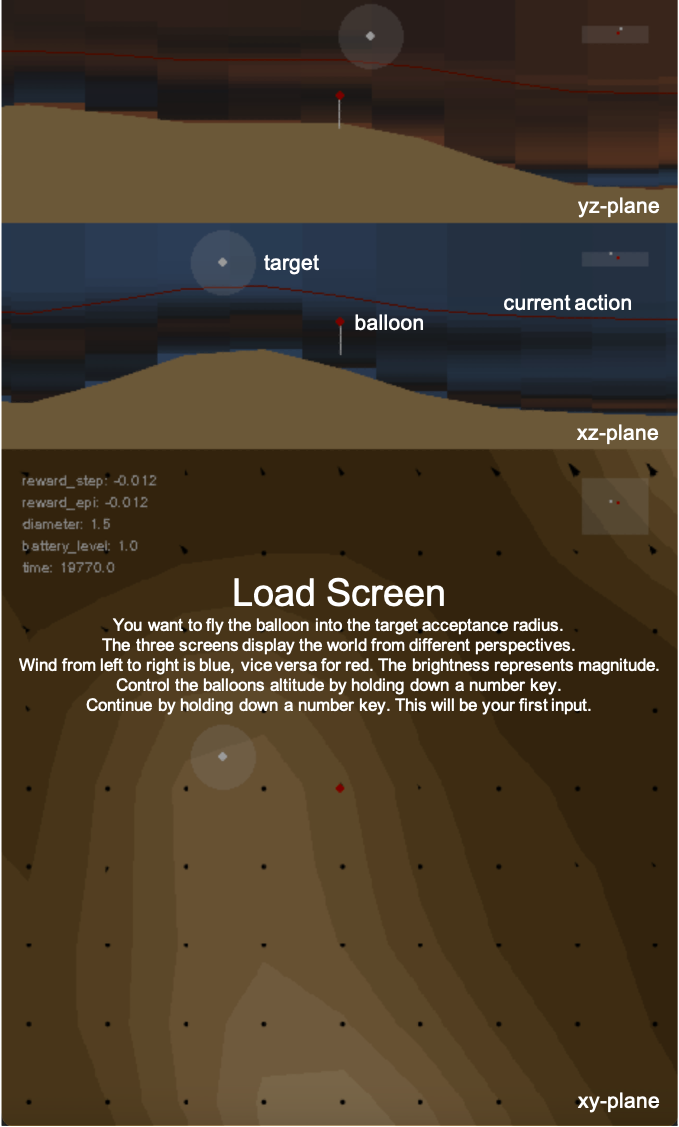 yz-plane
target
current action
balloon
xz-plane
reward_step: -0.012
reward_epi: -0.012
diameter: 1.5
battery_level: 1.0
time: 19770.0
Load Screen
You want to fly the balloon into the target acceptance radius.
The three screens display the world from different perspectives.
Wind from left to right is blue, vice versa for red. The brightness represents magnitude.
Control the balloons altitude by holding down a number key.
Continue by holding down a number key. This will be your first input.
xy-plane